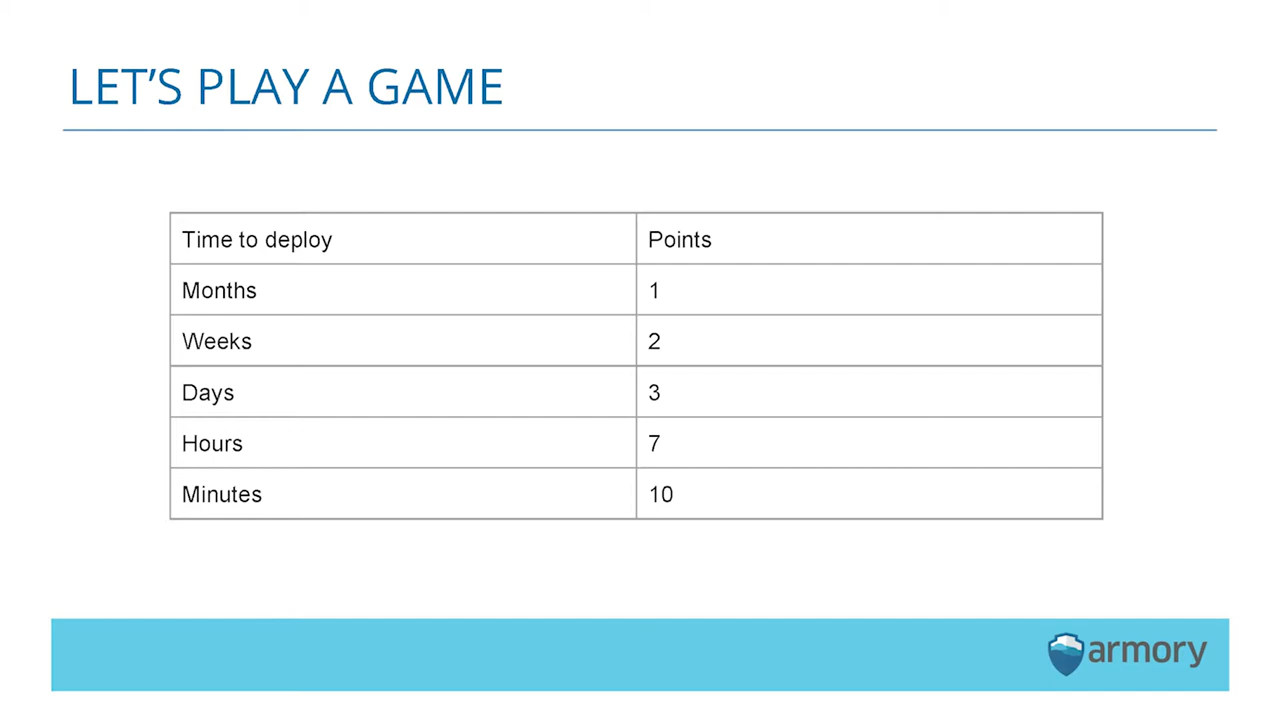 LET’S PLAY A GAME
Time to deploy Points
Months 1
Weeks 2
Days 3
Hours 7
Minutes 10
armory